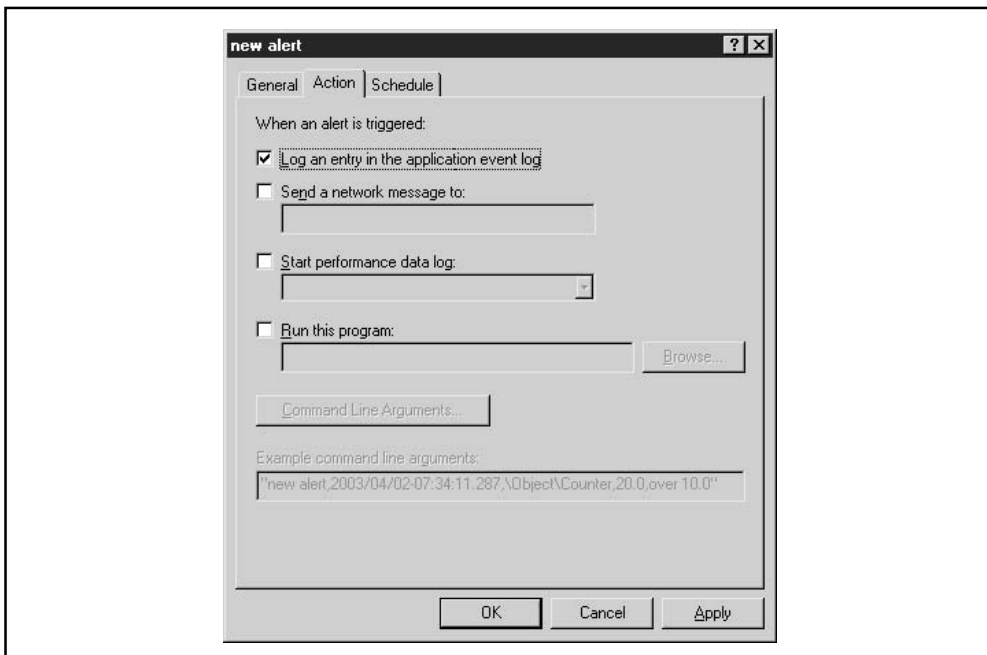 new alert
General Action Schedule
When an alert is triggered:
Log an entry in the application event log
Send a network message to:
Start performance data log:
Run this program:
Browse...
Command Line Arguments...
Example command line arguments:
"new alert,2003/04/02-07:34:11.287,\Object\Counter,20.0,over 10.0"
OK Cancel Apply